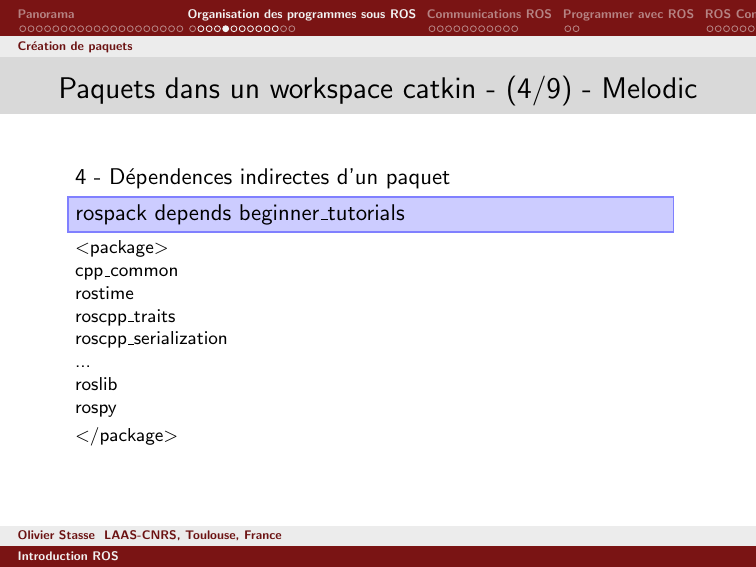 Panorama
Organisation des programmes sous ROS
Communications ROS
Programmer avec ROS
ROS Con
Création de paquets
Paquets dans un workspace catkin - (4/9) - Melodic
4 - Dépendences indirectes d'un paquet
rospack depends beginner_tutorials
<package>
cpp_common
rostime
roscpp_traits
roscpp_serialization
...
roslib
rospy
</package>
Olivier Stasse LAAS-CNRS, Toulouse, France
Introduction ROS